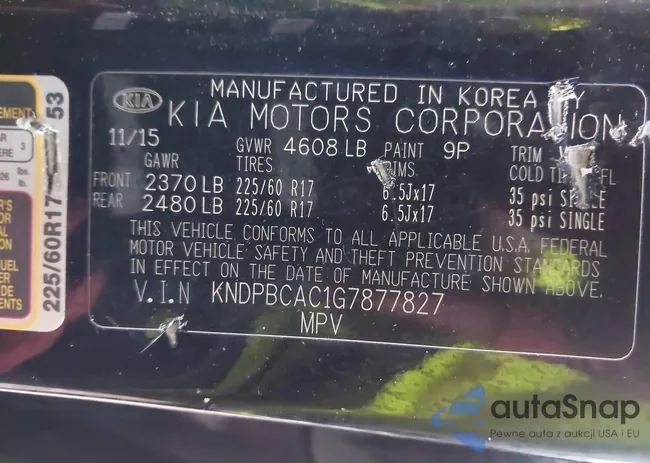 MANUFACTURED IN KOREA BY
KIA KIA MOTORS CORPORATION
11/15 GVWR 4608 LB PAINT 9P TRIM
GAWR TIRES RIMS COLD
FRONT 2370 LB 225/60 R17 6.5Jx17 35 psi
REAR 2480 LB 225/60 R17 6.5Jx17 35 psi SINGLE
THIS VEHICLE CONFORMS TO ALL APPLICABLE U.S.A. FEDERAL
MOTOR VEHICLE SAFETY AND THEFT PREVENTION STANDARDS
IN EFFECT ON THE DATE OF MANUFACTURE SHOWN ABOVE.
V.I.N KNDPBCAC1G7877827
MPV
225/60R17 53
autaSnap
Pewne auta z aukcji USA i EU